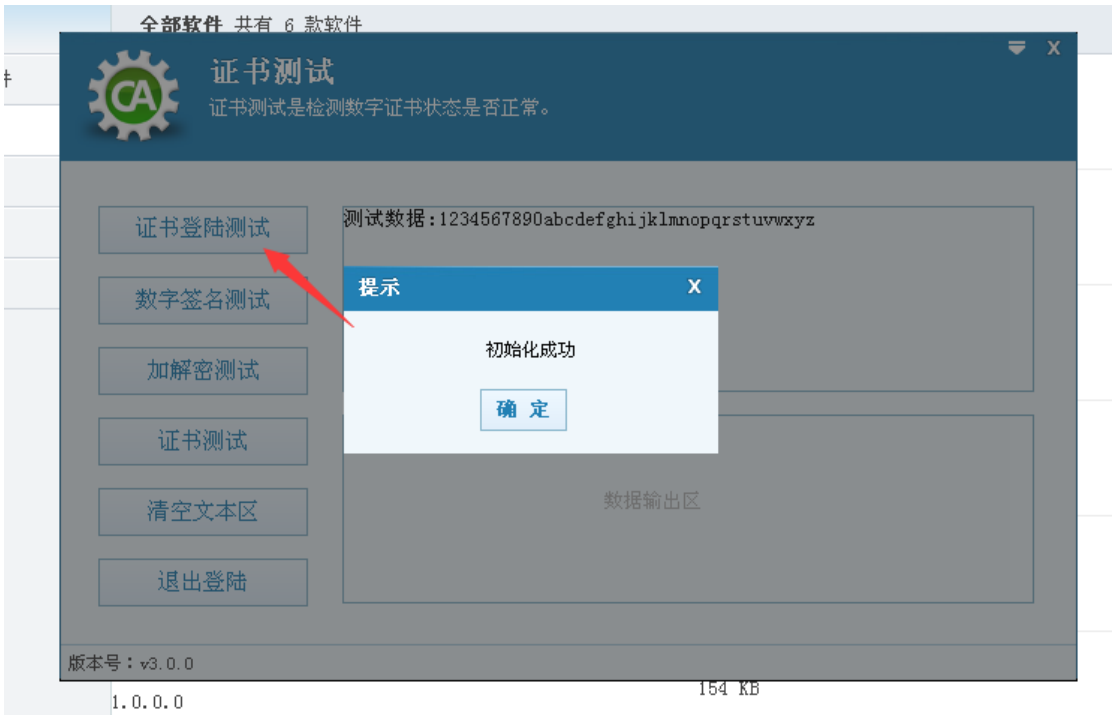 全部软件 共有 6 款软件
件
CA
证书测试
证书测试是检测数字证书状态是否正常。
X
证书登陆测试
测试数据:1234567890abcdefghijklmnopqrstuvwxyz
数字签名测试
提示
X
初始化成功
加解密测试
确 定
证书测试
清空文本区
数据输出区
退出登陆
版本号：v3.0.0
154 KB
1.0.0.0